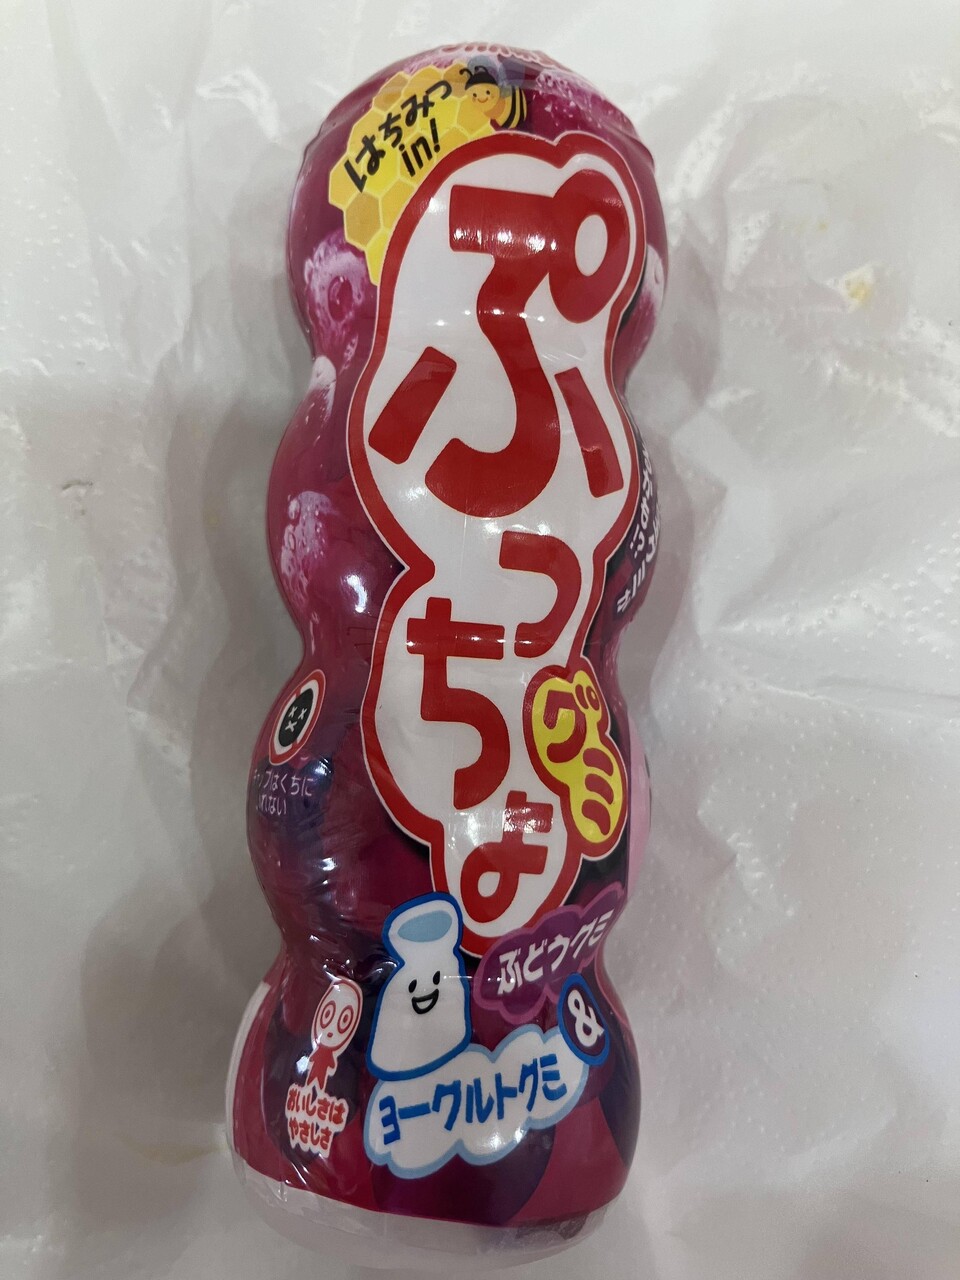 はちみつ
in!
ぷっちょ
グミ
ぶどうグミ
&
ヨーグルトグミ
キャップはくちに
いれない
おいしさは
やさしさ